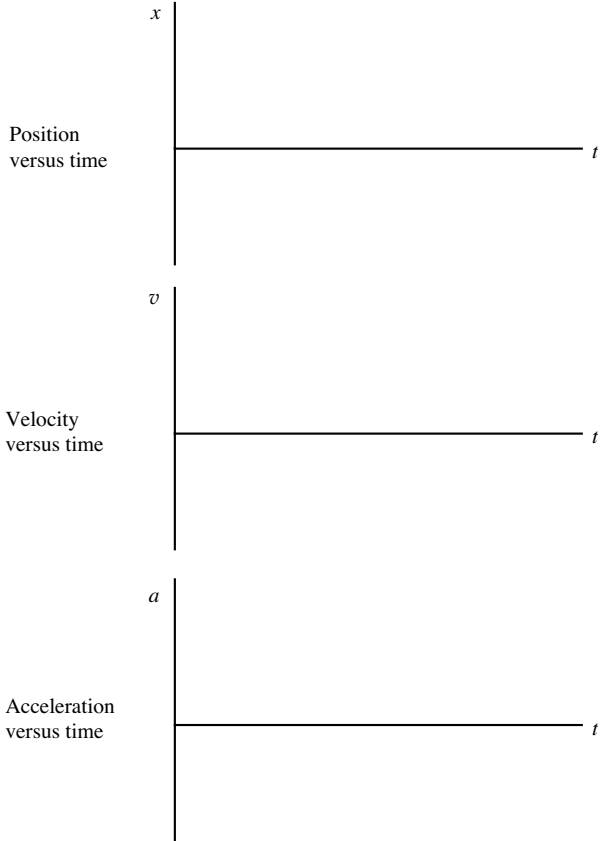 x
Position
versus time
t
v
Velocity
versus time
t
a
Acceleration
versus time
t